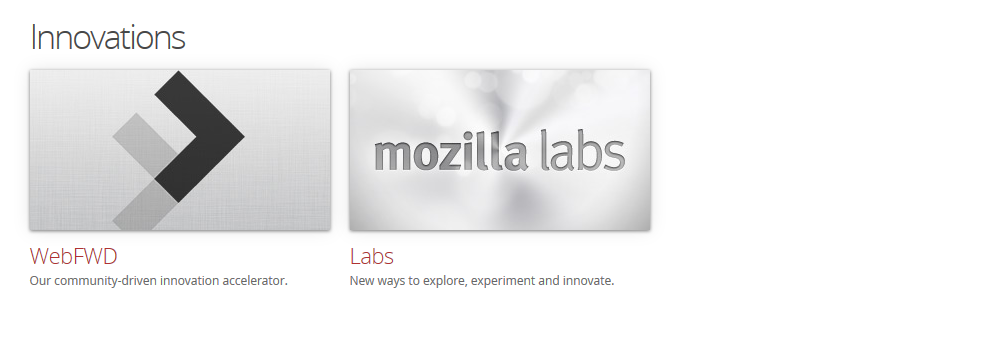 Innovations
mozilla labs
WebFWD
Labs
Our community-driven innovation accelerator.
New ways to explore, experiment and innovate.